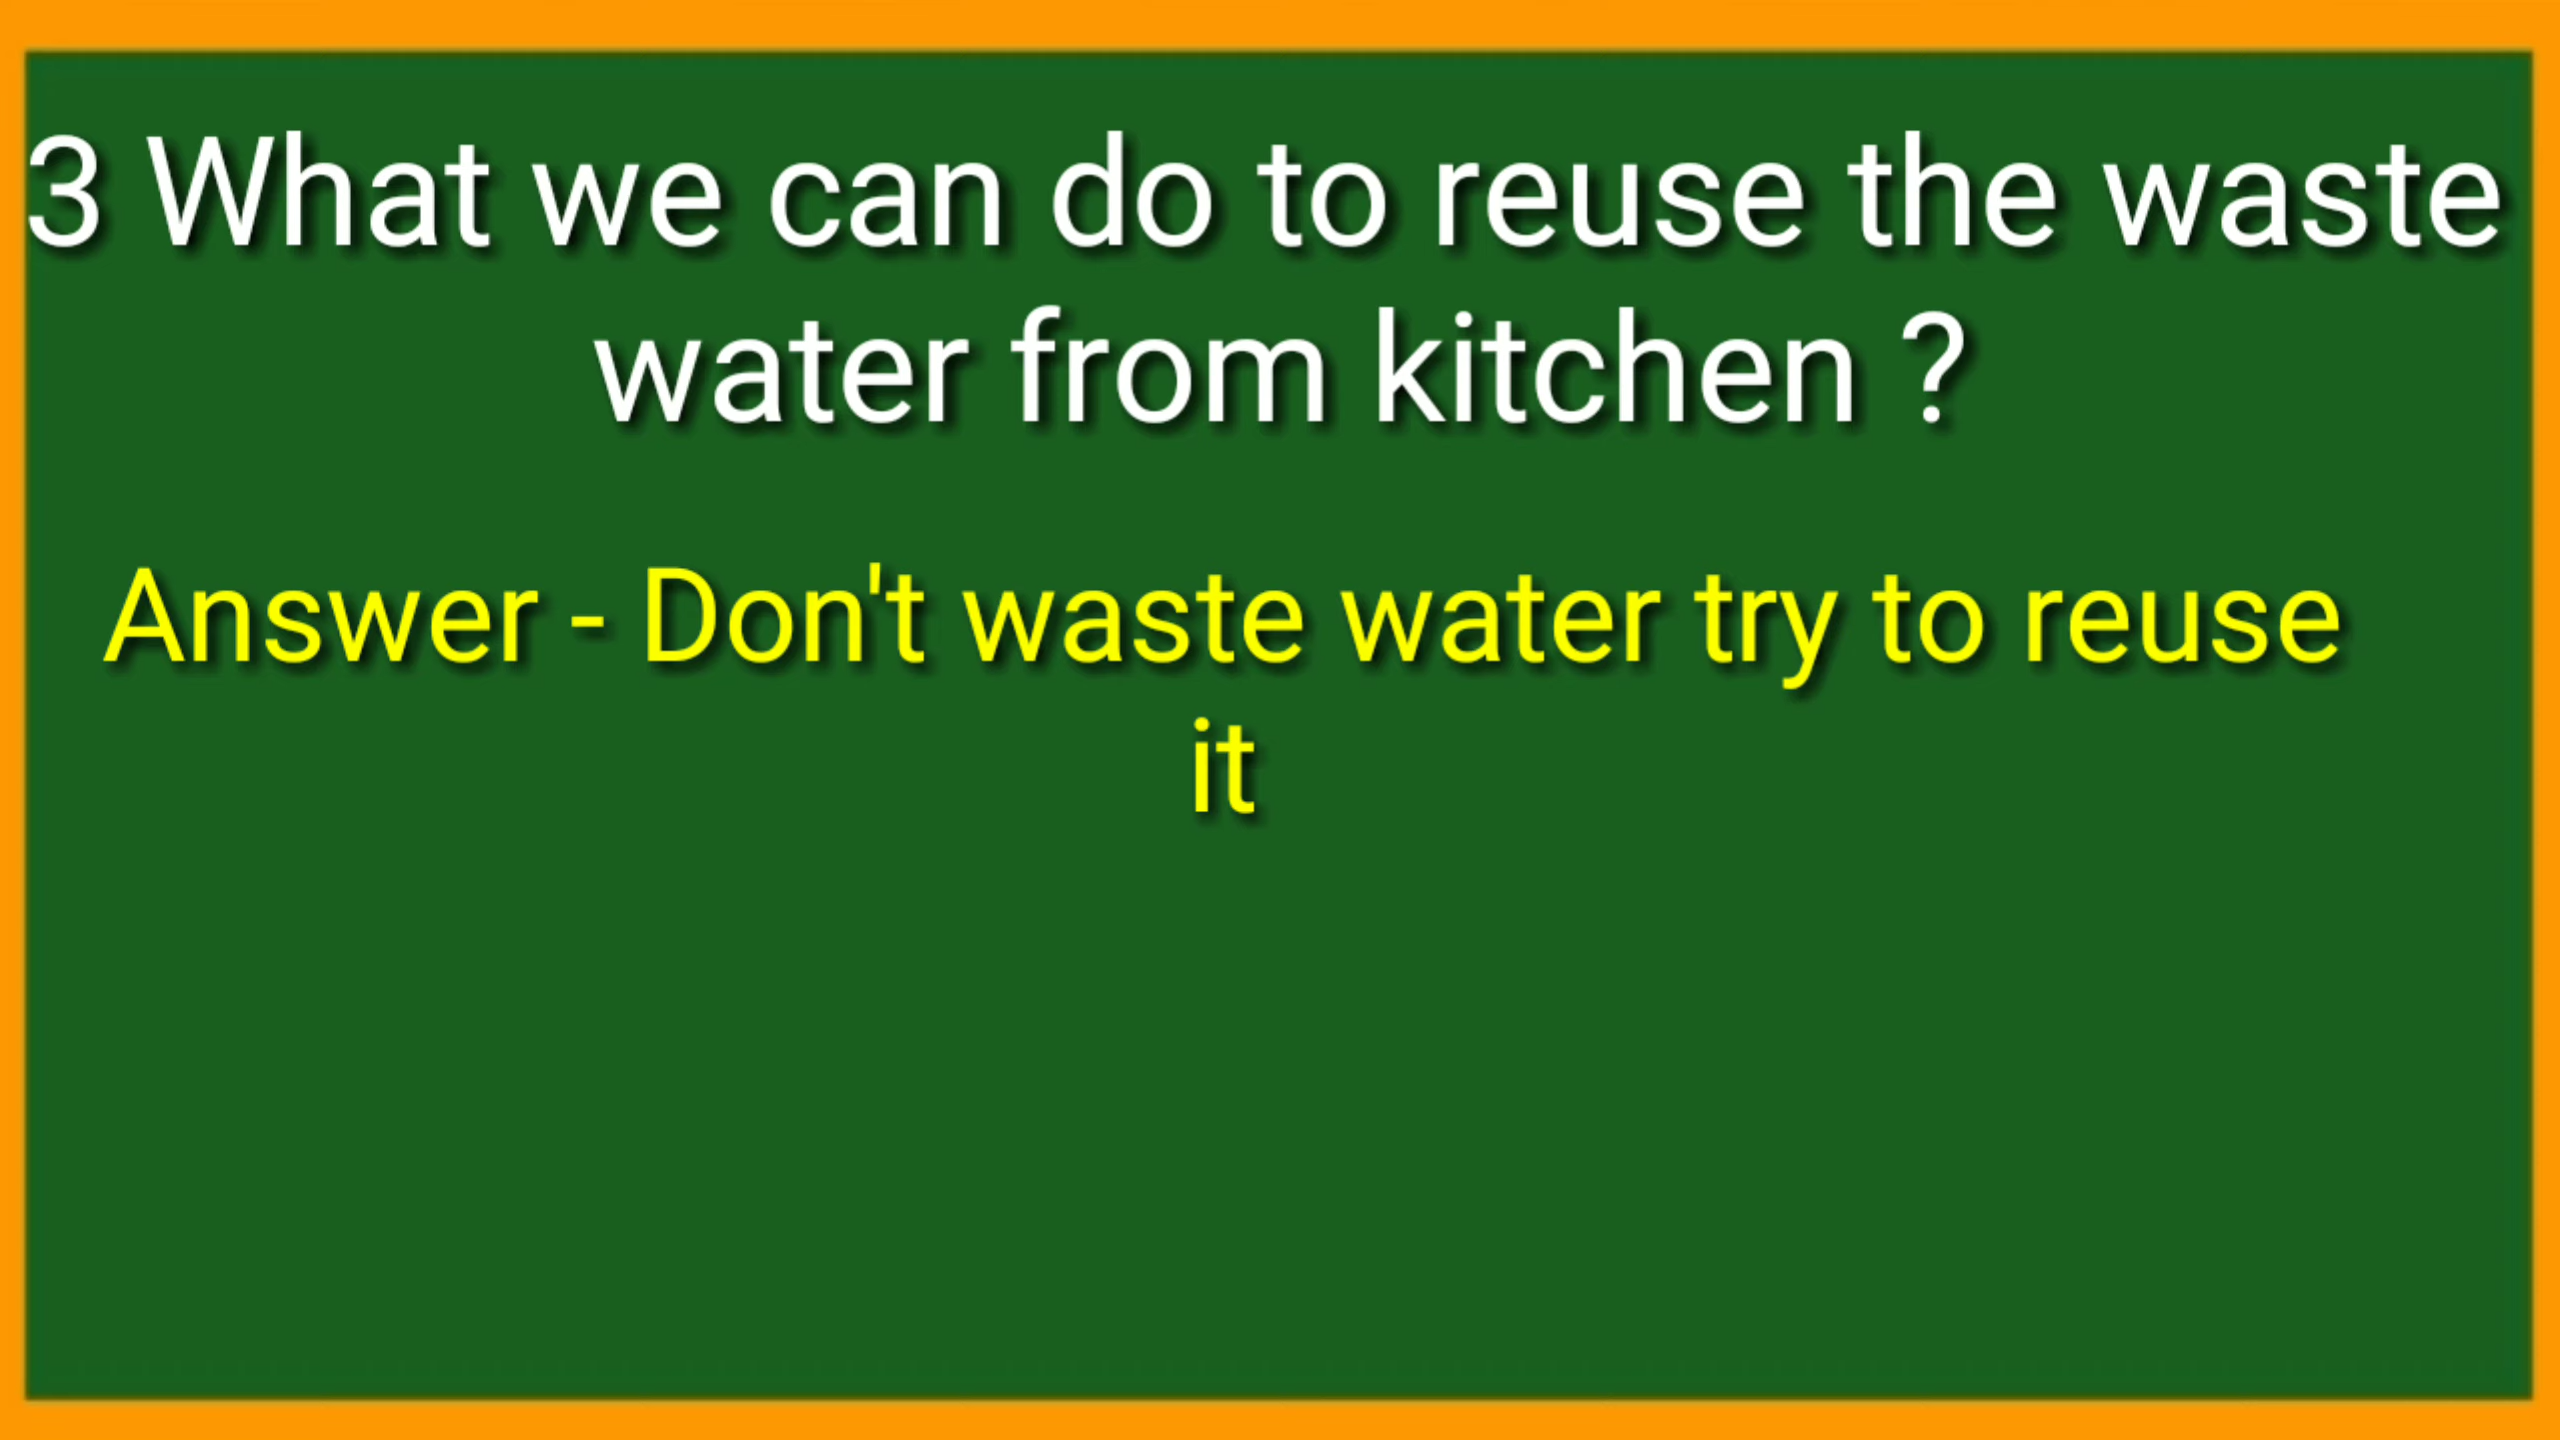 3 What we can do to reuse the waste
water from kitchen ?
Answer - Don't waste water try to reuse
it